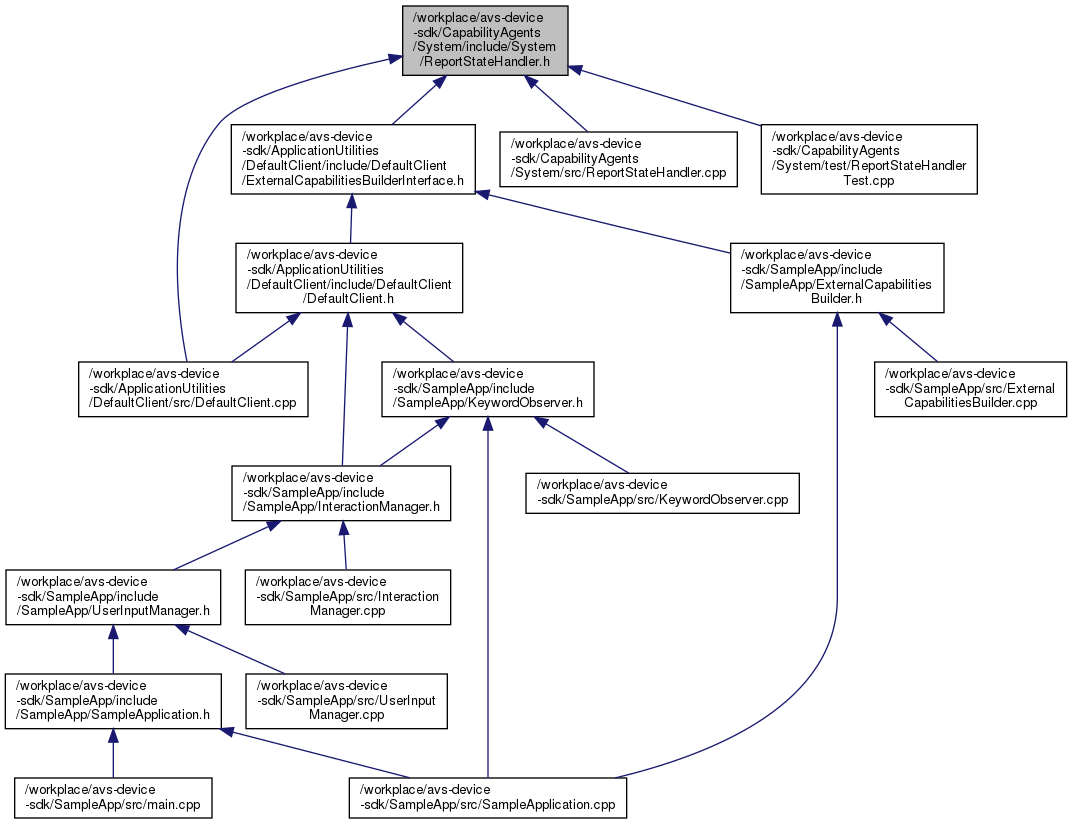 /workplace/avs-device
-sdk/CapabilityAgents
/System/include/System
/ReportStateHandler.h
/workplace/avs-device
-sdk/ApplicationUtilities
/DefaultClient/include/DefaultClient
/ExternalCapabilitiesBuilderInterface.h
/workplace/avs-device
-sdk/CapabilityAgents
/System/src/ReportStateHandler.cpp
/workplace/avs-device
-sdk/CapabilityAgents
/System/test/ReportStateHandler
Test.cpp
/workplace/avs-device
-sdk/ApplicationUtilities
/DefaultClient/include/DefaultClient
/DefaultClient.h
/workplace/avs-device
-sdk/SampleApp/include
/SampleApp/ExternalCapabilities
Builder.h
/workplace/avs-device
-sdk/ApplicationUtilities
/DefaultClient/src/DefaultClient.cpp
/workplace/avs-device
-sdk/SampleApp/include
/SampleApp/KeywordObserver.h
/workplace/avs-device
-sdk/SampleApp/src/External
CapabilitiesBuilder.cpp
/workplace/avs-device
-sdk/SampleApp/include
/SampleApp/InteractionManager.h
/workplace/avs-device
-sdk/SampleApp/src/KeywordObserver.cpp
/workplace/avs-device
-sdk/SampleApp/include
/SampleApp/UserInputManager.h
/workplace/avs-device
-sdk/SampleApp/src/Interaction
Manager.cpp
/workplace/avs-device
-sdk/SampleApp/include
/SampleApp/SampleApplication.h
/workplace/avs-device
-sdk/SampleApp/src/UserInput
Manager.cpp
/workplace/avs-device
-sdk/SampleApp/src/main.cpp
/workplace/avs-device
-sdk/SampleApp/src/SampleApplication.cpp